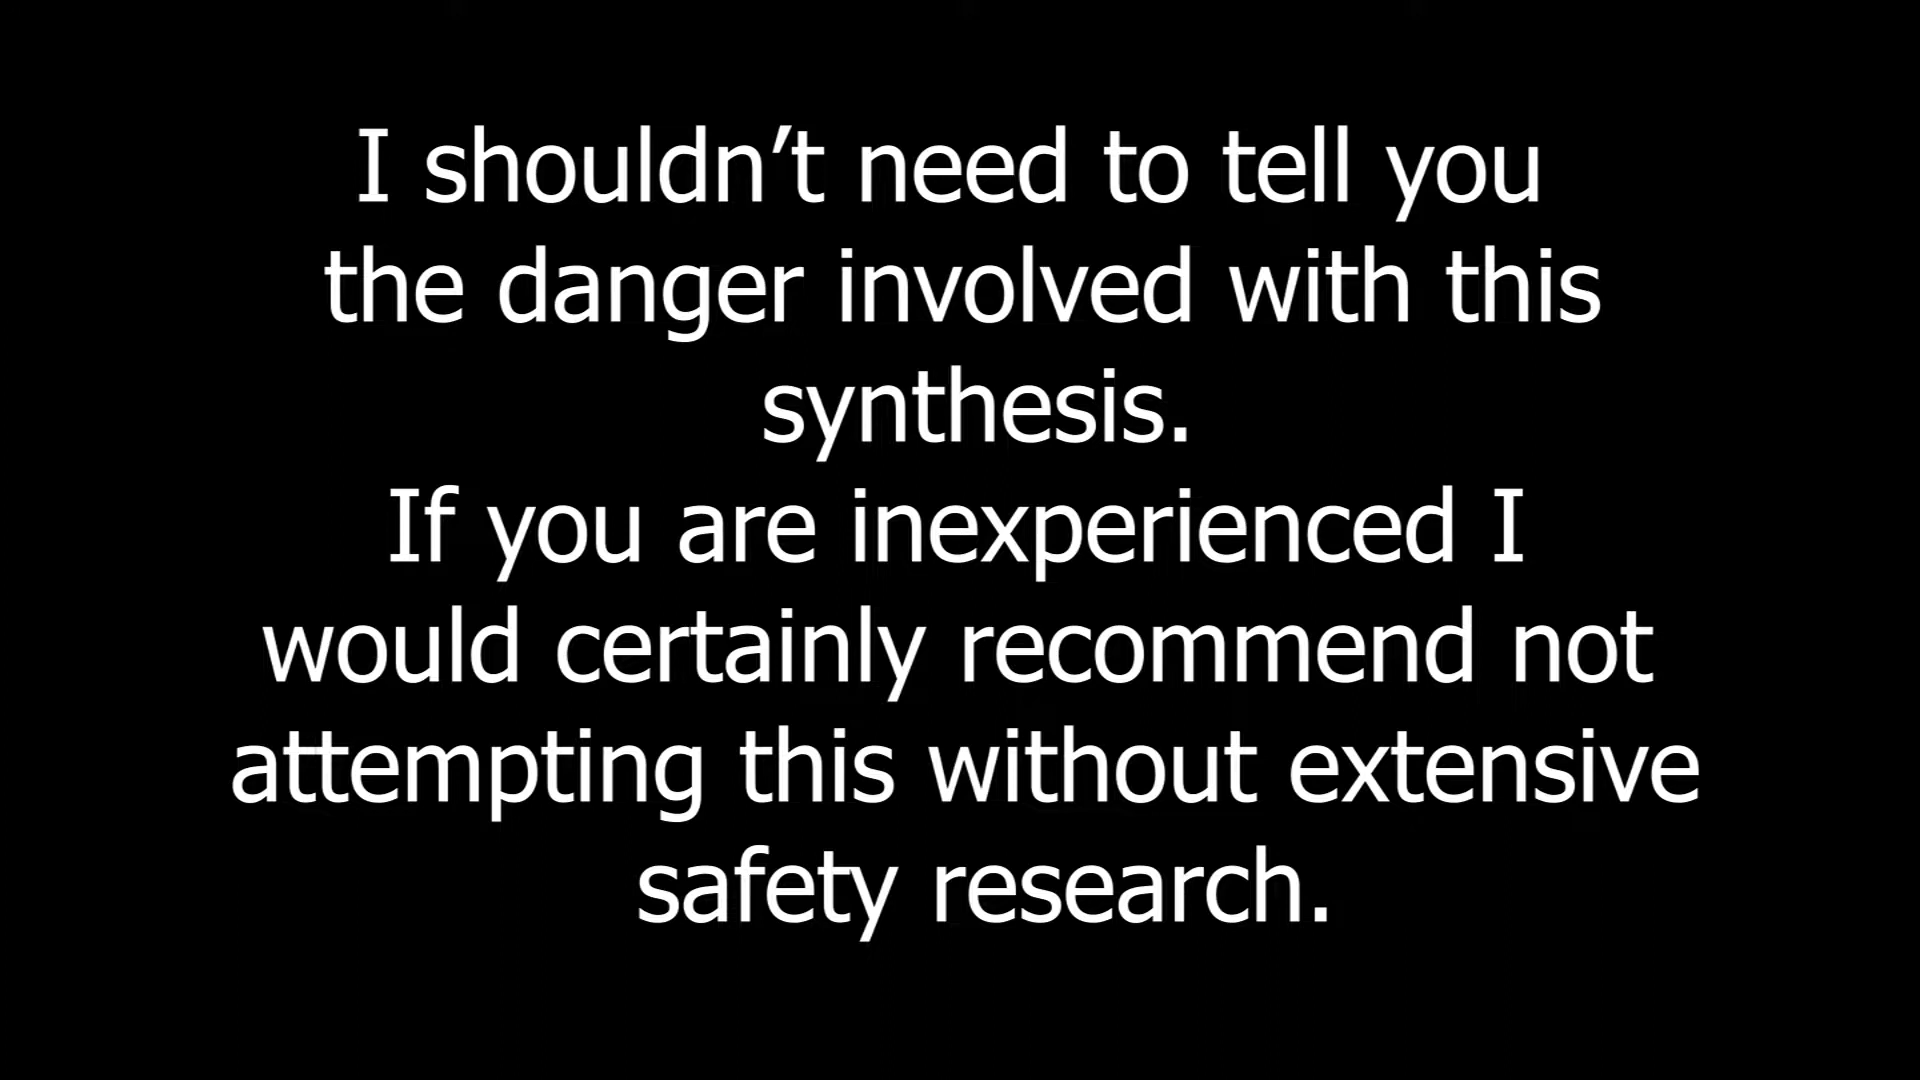 I shouldn’t need to tell you
the danger involved with this
synthesis.
If you are inexperienced I
would certainly recommend not
attempting this without extensive
safety research.